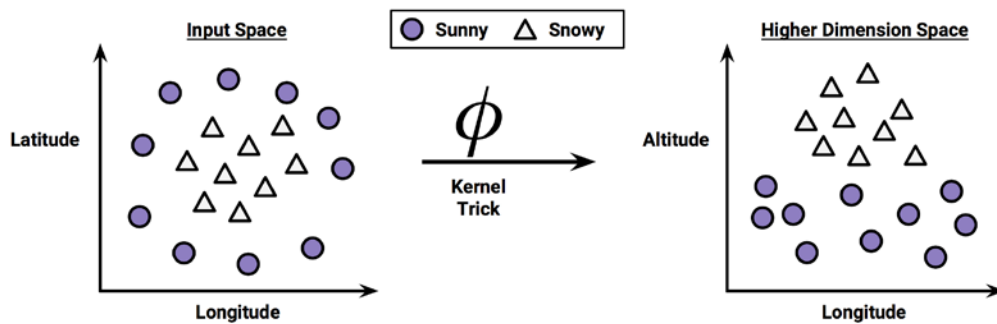 Input Space
Sunny
Snowy
Higher Dimension Space
Latitude
ϕ
Kernel
Trick
Altitude
Longitude
Longitude